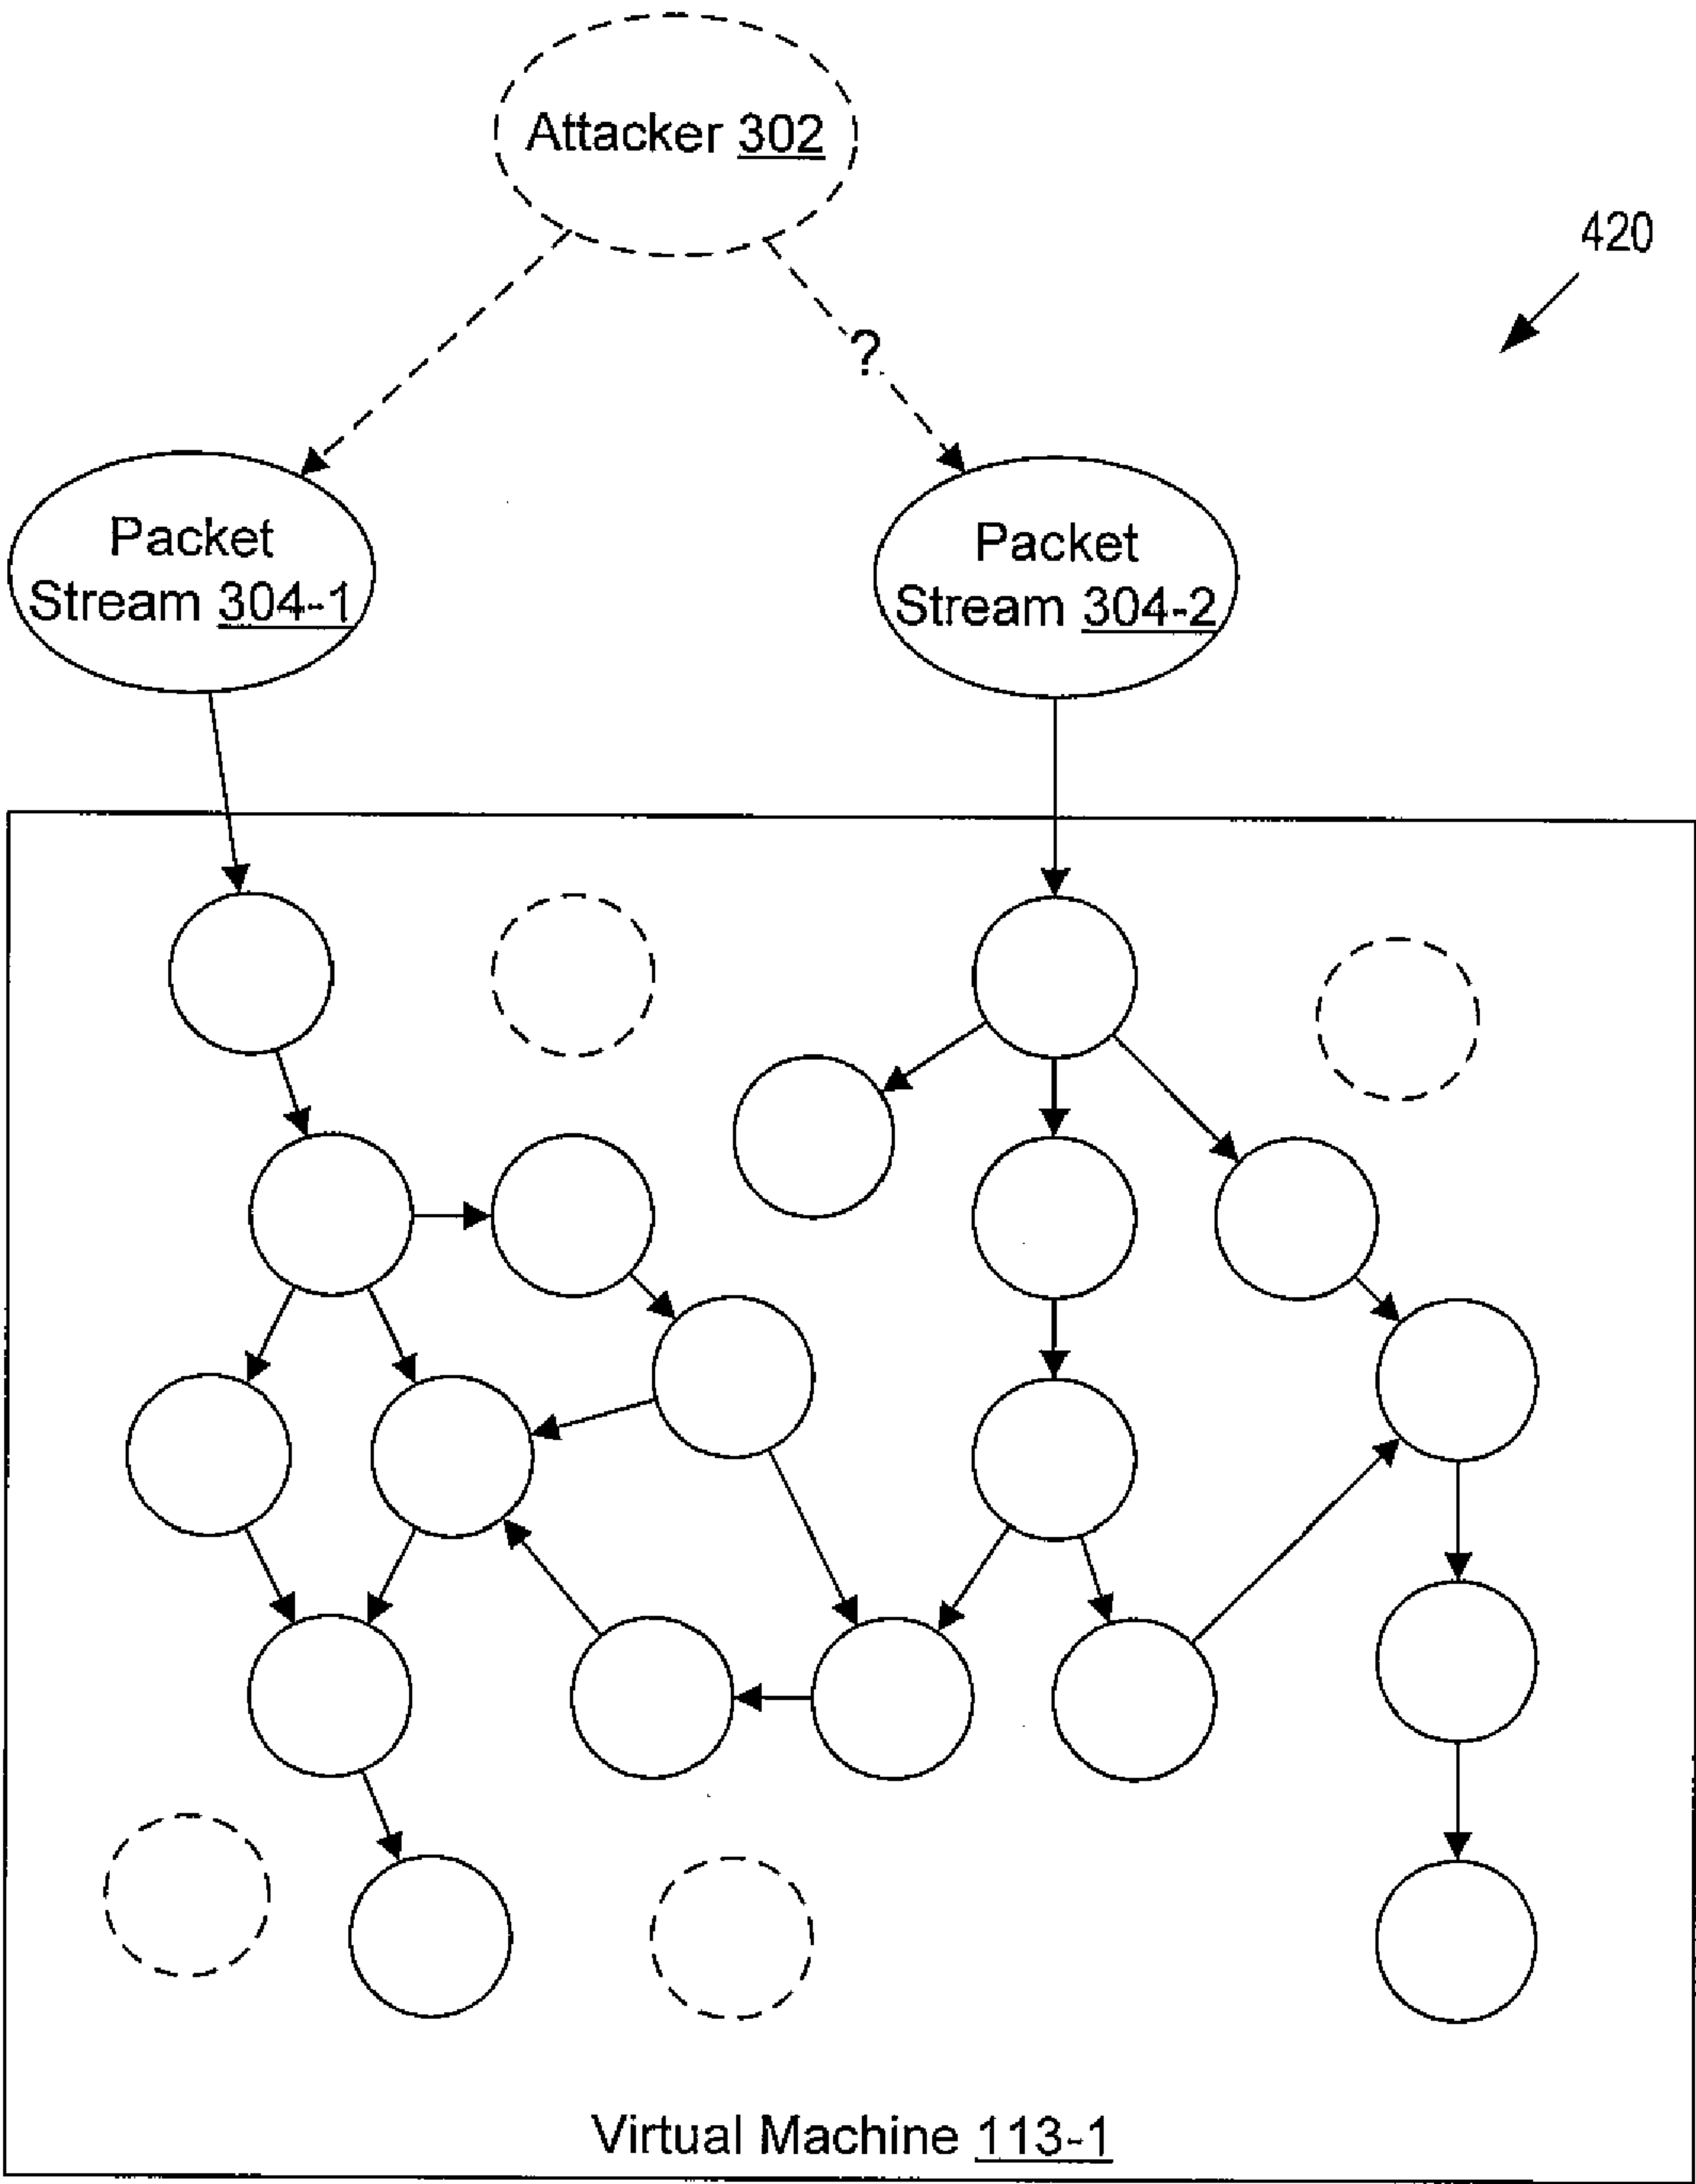 Attacker 302
420
?
Packet
Stream 304-1
Packet
Stream 304-2
Virtual Machine 113-1